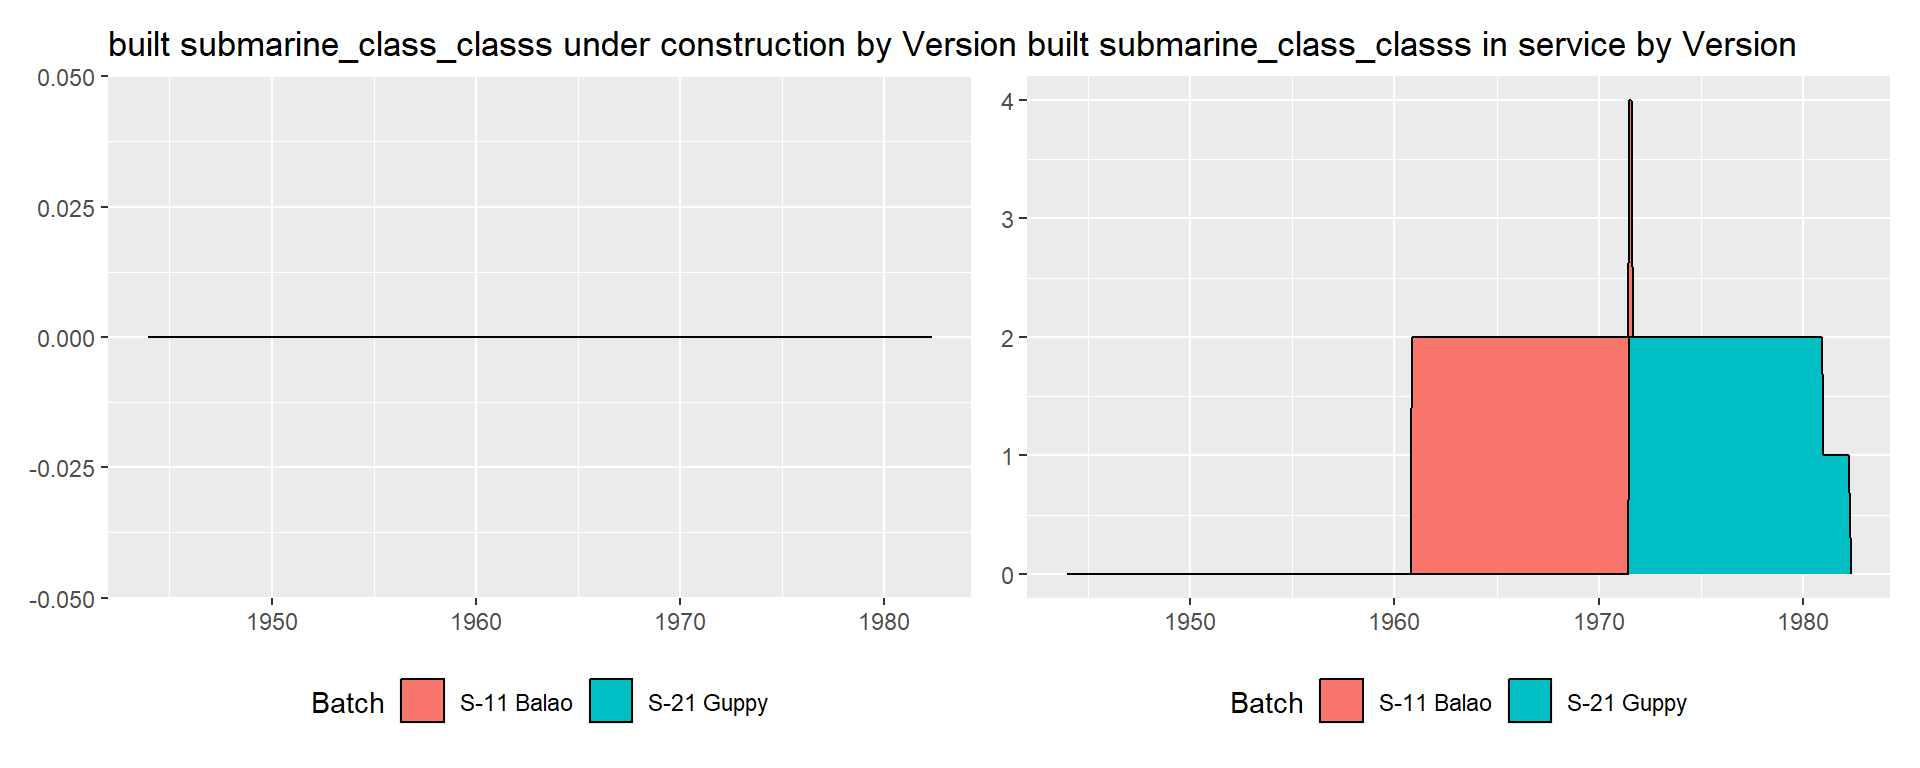 built submarine_class_classs under construction by Version
0.050
0.025
0.000
-0.025
-0.050
1950 1960 1970 1980
Batch S-11 Balao S-21 Guppy
built submarine_class_classs in service by Version
4
3
2
1
0
1950 1960 1970 1980
Batch S-11 Balao S-21 Guppy